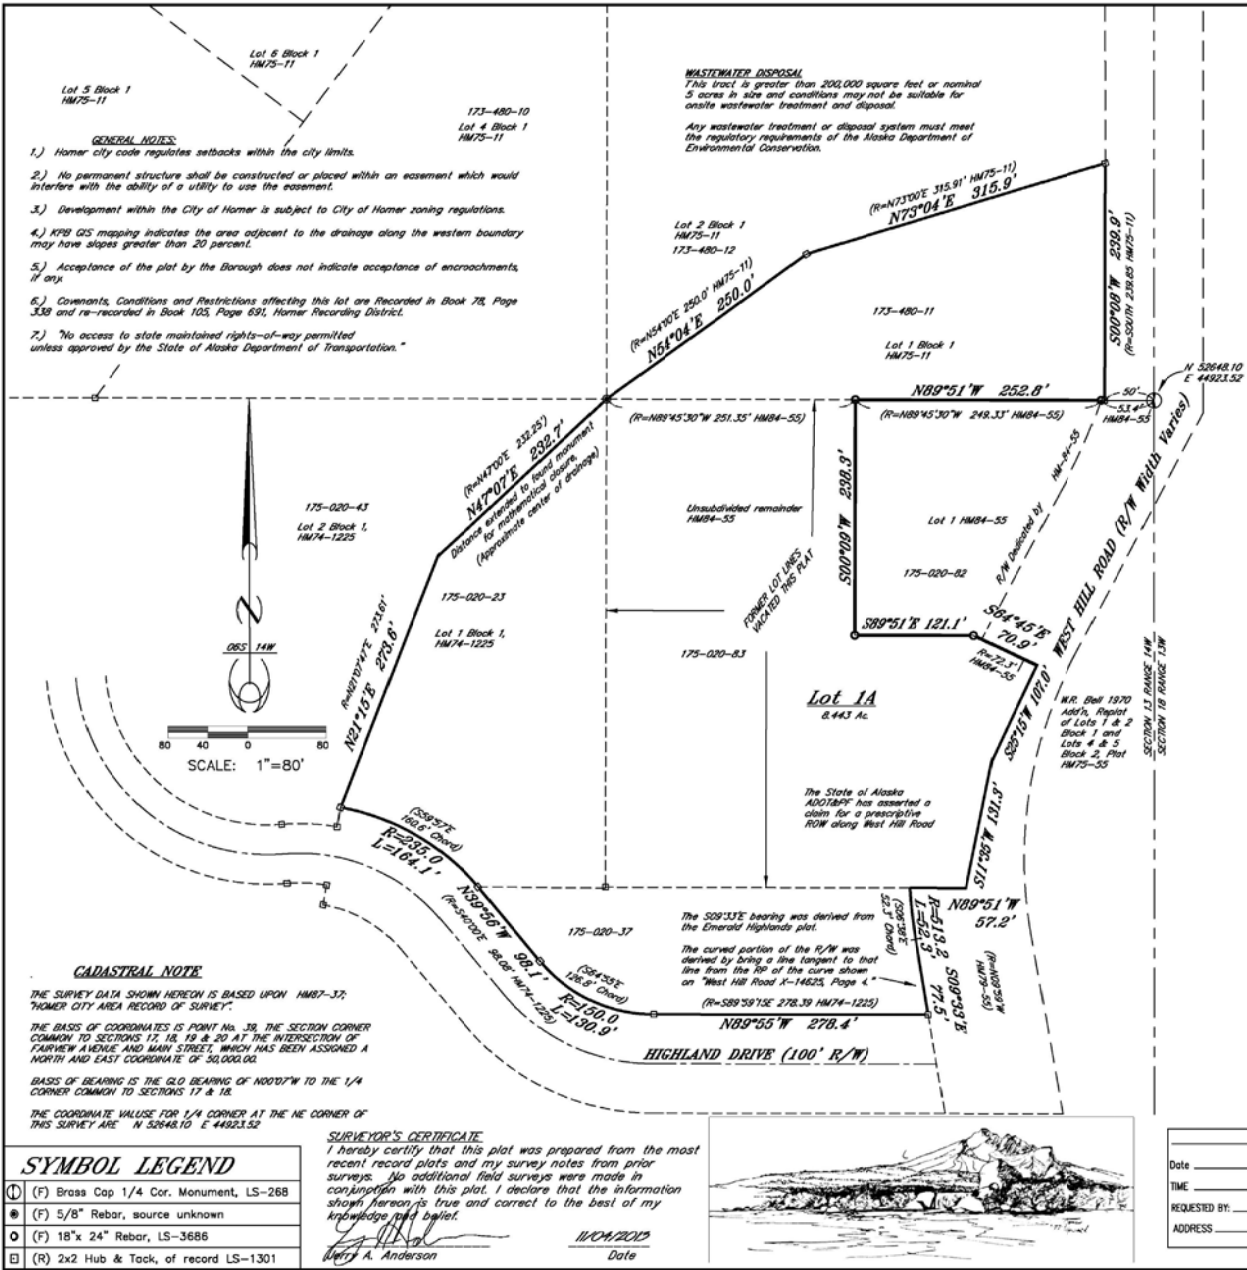 Lot 6 Block 1
HM75-11
Lot 5 Block 1
HM75-11
173-480-10
Lot 4 Block 1
HM75-11
WASTEWATER DISPOSAL
This tract is greater than 200,000 square feet or nominal
5 acres in size and conditions may not be suitable for
onsite wastewater treatment and disposal.
Any wastewater treatment or disposal system must meet
the regulatory requirements of the Alaska Department of
Environmental Conservation.
GENERAL NOTES:
1.) Homer city code regulates setbacks within the city limits.
2.) No permanent structure shall be constructed or placed within an easement which would
interfere with the ability of a utility to use the easement.
3.) Development within the City of Homer is subject to City of Homer zoning regulations.
4.) KPB GIS mapping indicates the area adjacent to the drainage along the western boundary
may have slopes greater than 20 percent.
5.) Acceptance of the plat by the Borough does not indicate acceptance of encroachments,
if any.
6.) Covenants, Conditions and Restrictions affecting this lot are Recorded in Book 78, Page
338 and re-recorded in Book 105, Page 691, Homer Recording District.
7.) "No access to state maintained rights-of-way permitted
unless approved by the State of Alaska Department of Transportation."
(R=N73°00'E 315.91' HM75-11)
N73°04'E 315.9'
Lot 2 Block 1
HM75-11
173-480-12
(R=N54°00'E 250.0' HM75-11)
N54°04'E 250.0'
S00°08'W 239.9'
(R=SOUTH 239.85 HM75-11)
173-480-11
Lot 1 Block 1
HM75-11
N 52648.10
E 44923.52
N89°51'W 252.8'
50'
53.4'
HM84-55
(R=N89°45'30"W 251.35' HM84-55)
(R=N89°45'30"W 249.33' HM84-55)
(R=N47°00'E 232.25')
N47°07'E 232.7'
Distance extended to found monument
for mathematical closure,
(Approximate center of drainage)
S00°09'W 238.3'
HM-84-55
R/W Dedicated by
WEST HILL ROAD (R/W Width Varies)
175-020-43
Lot 2 Block 1,
HM74-1225
Unsubdivided remainder
HM84-55
Lot 1 HM84-55
175-020-82
FORMER LOT LINES
VACATED THIS PLAT
175-020-23
Lot 1 Block 1,
HM74-1225
S89°51'E 121.1'
S64°45'E
70.9'
R=72.3'
HM84-55
06S 14W
175-020-83
R=N21°07'47"E 273.61'
N21°15'E 273.6'
Lot 1A
8.443 Ac.
S25°15'W 107.0'
W.R. Bell 1970
Add'n, Replat
of Lots 1 & 2
Block 1 and
Lots 4 & 5
Block 2, Plat
HM75-55
SECTION 13 RANGE 14W
SECTION 18 RANGE 13W
80 40 0 80
SCALE: 1"=80'
The State of Alaska
ADOT&PF has asserted a
claim for a prescriptive
ROW along West Hill Road
S11°36'W 131.3'
(S59°57'E
160.6' Chord)
R=235.0
L=164.1'
N39°56'W 98.1'
(R=S40°00'E 98.08' HM74-1225)
N89°51'W
57.2'
(S06°38'E
52.3' Chord)
R=513.2
L=52.3'
S09°33'E
77.5'
(R=N09°59'W
HM79-55)
175-020-37
The S09°33'E bearing was derived from
the Emerald Highlands plat.
The curved portion of the R/W was
derived by bring a line tangent to that
line from the RP of the curve shown
on "West Hill Road X-14625, Page 4."
(S64°55'E
126.8' Chord)
R=150.0
L=130.9'
(R=S89°59'15E 278.39 HM74-1225)
N89°55'W 278.4'
HIGHLAND DRIVE (100' R/W)
CADASTRAL NOTE
THE SURVEY DATA SHOWN HEREON IS BASED UPON HM87-37;
"HOMER CITY AREA RECORD OF SURVEY".
THE BASIS OF COORDINATES IS POINT No. 39, THE SECTION CORNER
COMMON TO SECTIONS 17, 18, 19 & 20 AT THE INTERSECTION OF
FAIRVIEW AVENUE AND MAIN STREET, WHICH HAS BEEN ASSIGNED A
NORTH AND EAST COORDINATE OF 50,000.00.
BASIS OF BEARING IS THE GLO BEARING OF N00°07'W TO THE 1/4
CORNER COMMON TO SECTIONS 17 & 18.
THE COORDINATE VALUSE FOR 1/4 CORNER AT THE NE CORNER OF
THIS SURVEY ARE N 52648.10 E 44923.52
SYMBOL LEGEND
(F) Brass Cap 1/4 Cor. Monument, LS-268
(F) 5/8" Rebar, source unknown
(F) 18"x 24" Rebar, LS-3686
(R) 2x2 Hub & Tack, of record LS-1301
SURVEYOR'S CERTIFICATE
I hereby certify that this plat was prepared from the most
recent record plats and my survey notes from prior
surveys. No additional field surveys were made in
conjunction with this plat. I declare that the information
shown hereon is true and correct to the best of my
knowledge and belief.
Jerry A. Anderson
11/04/2015
Date
Date
TIME
REQUESTED BY:
ADDRESS